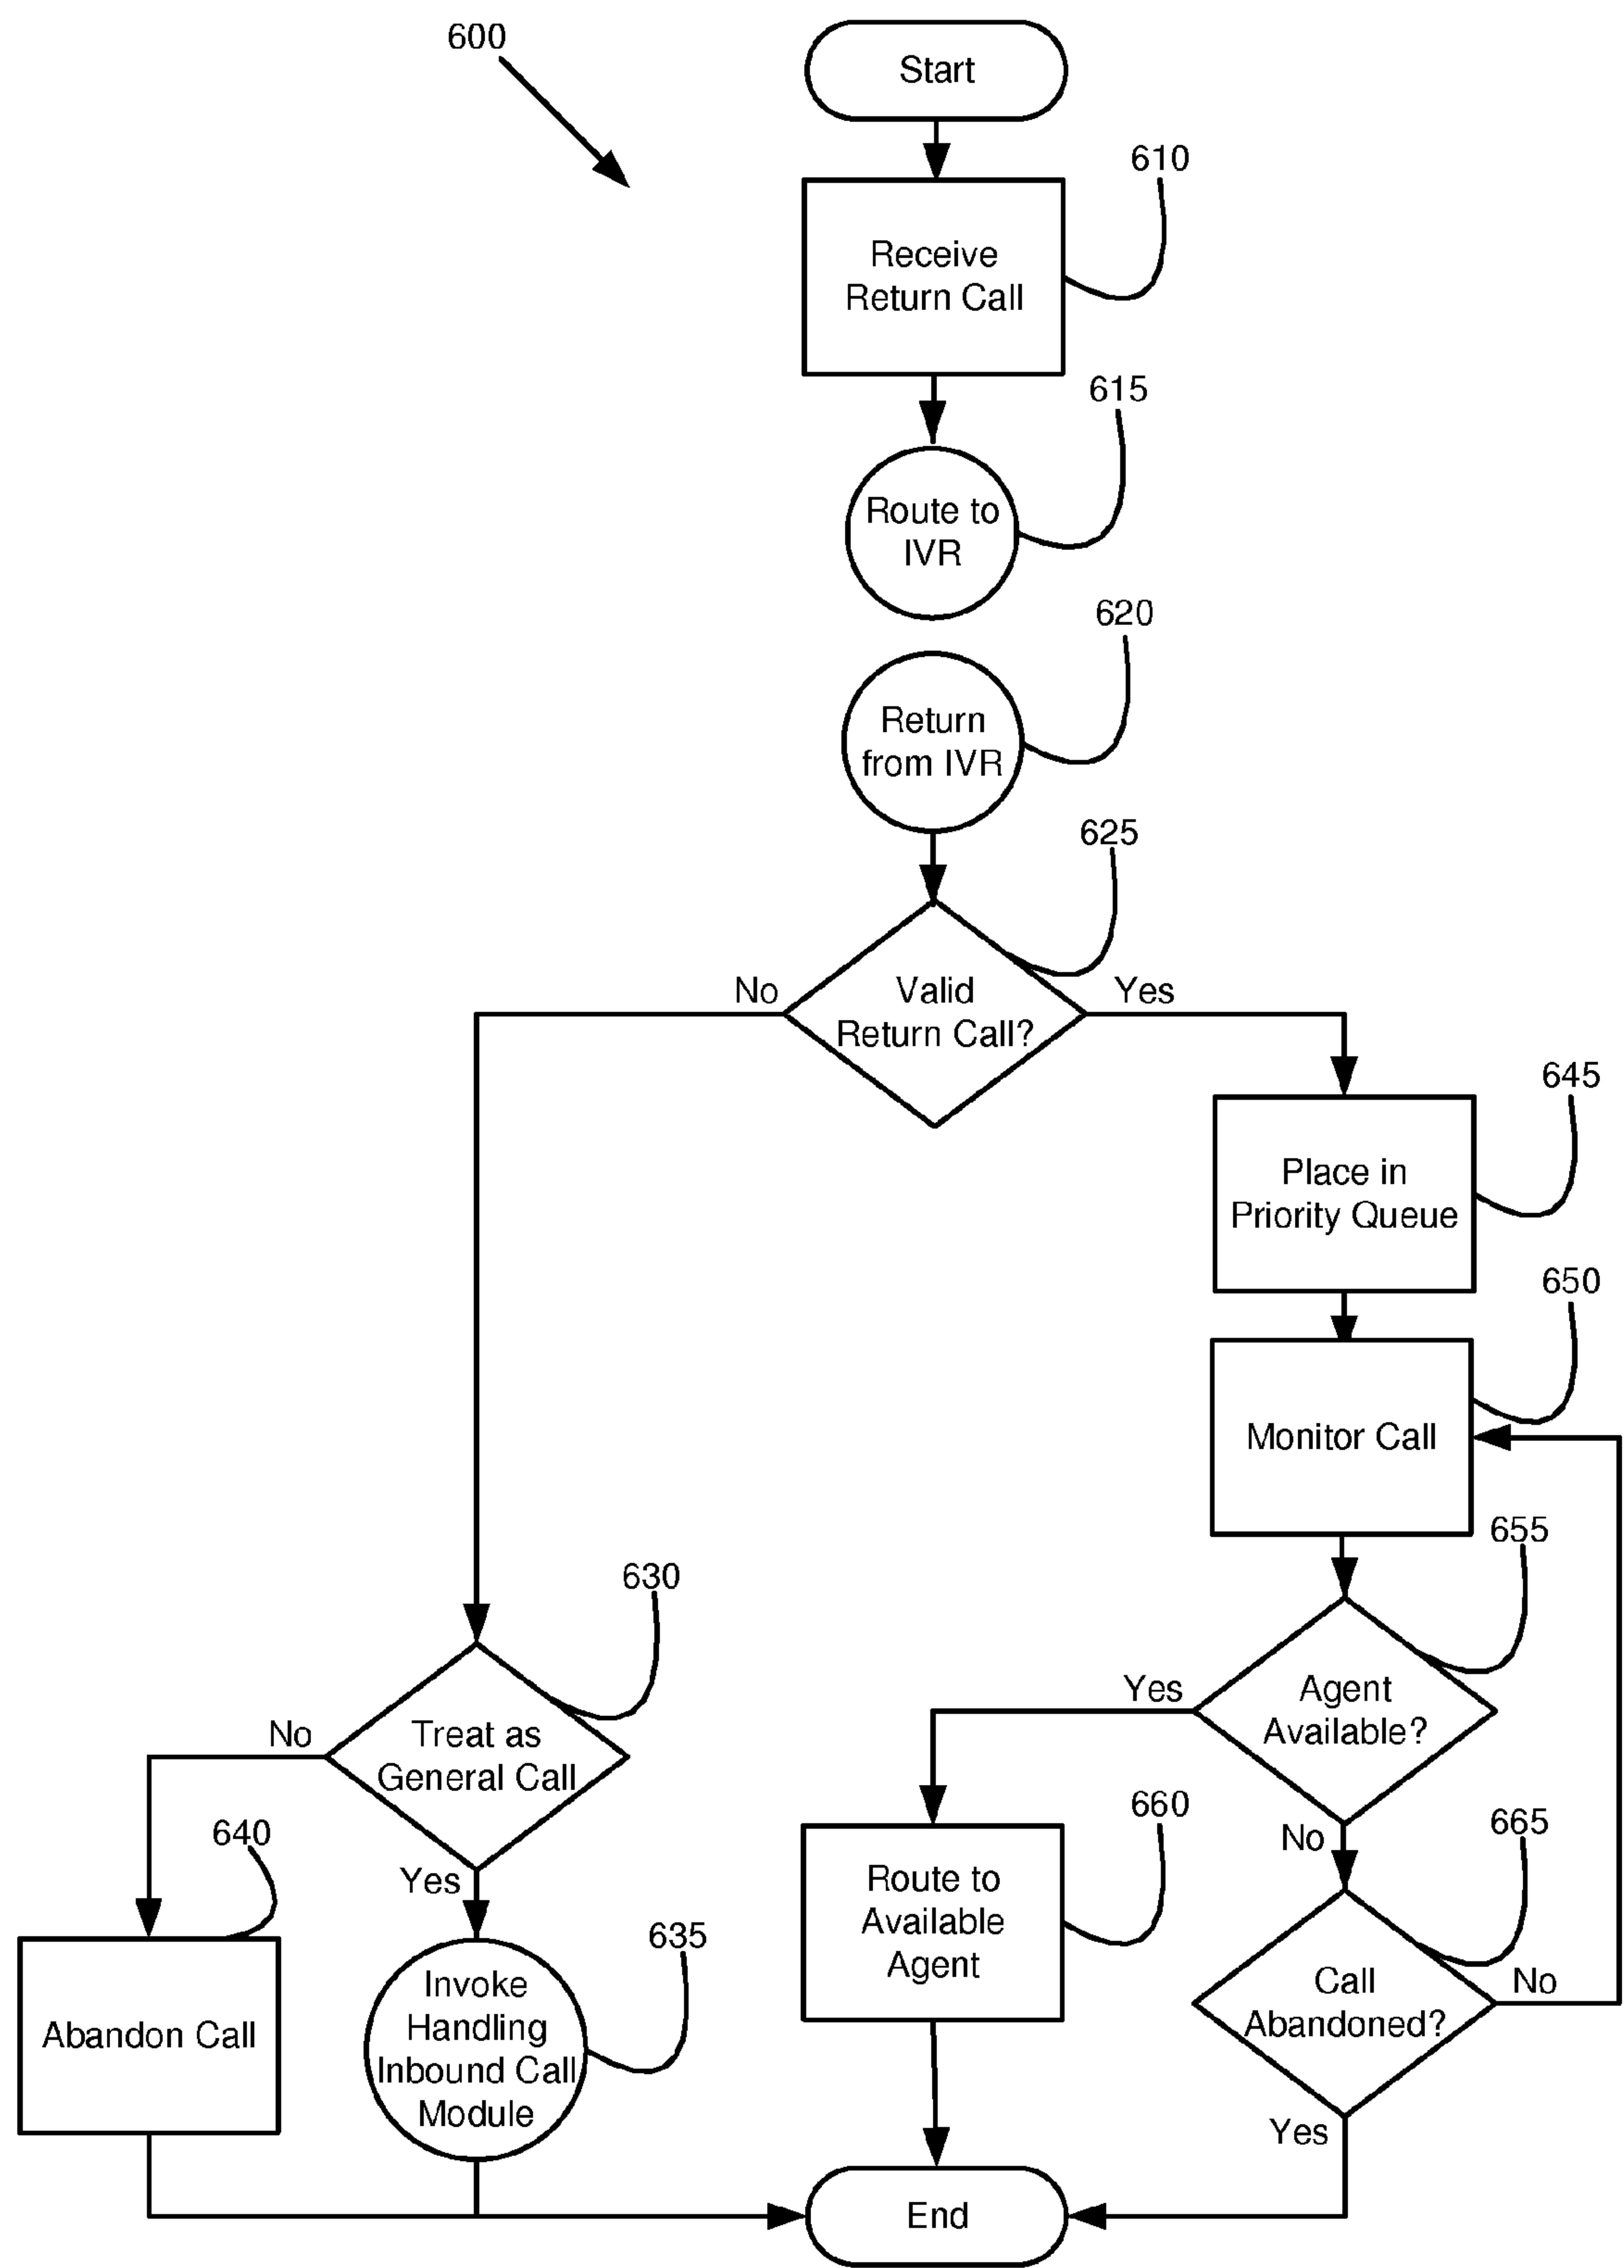 600
Start
610
Receive
Return Call
615
Route to
IVR
620
Return
from IVR
625
Valid
Return Call?
No
Yes
645
Place in
Priority Queue
650
Monitor Call
655
Agent
Available?
Yes
No
630
Treat as
General Call
No
Yes
640
Abandon Call
635
Invoke
Handling
Inbound Call
Module
660
Route to
Available
Agent
665
Call
Abandoned?
No
Yes
End